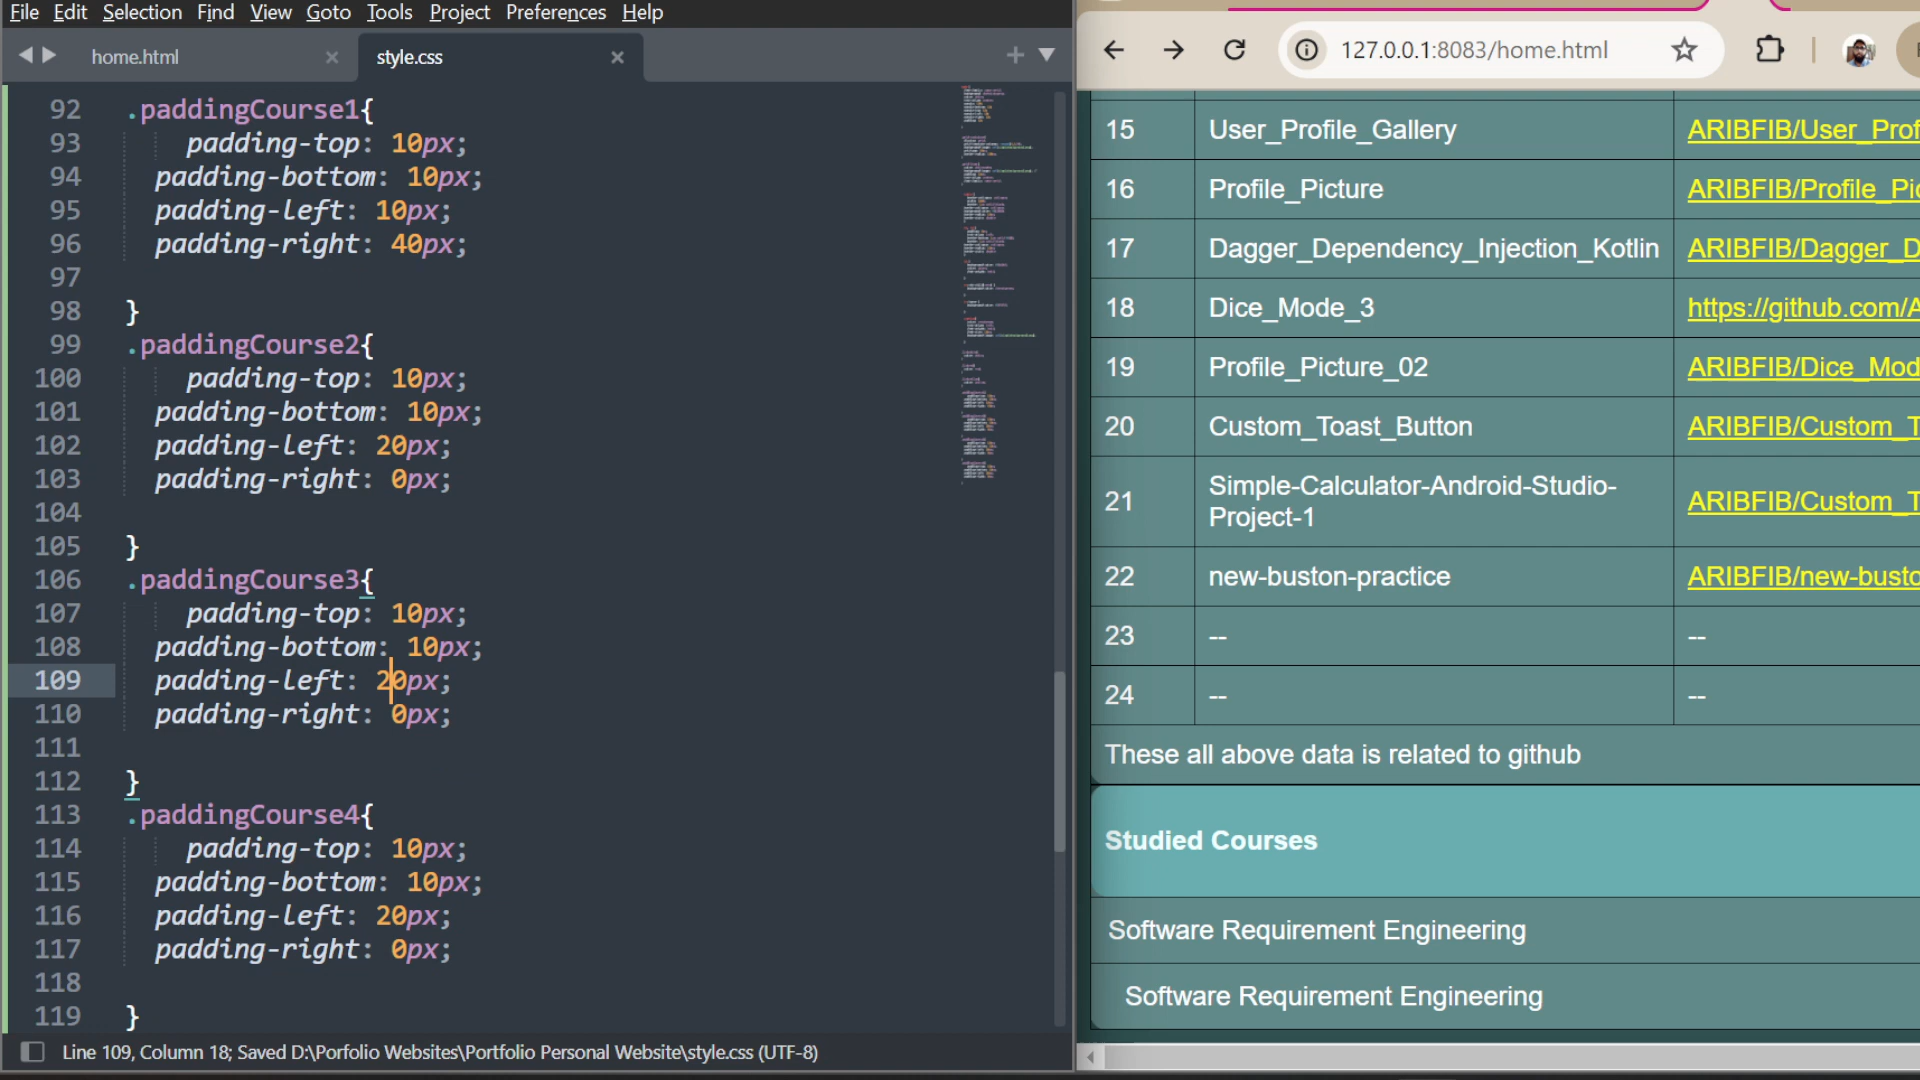 File Edit Selection Find View Goto Tools Project Preferences Help
home.html
style.css
127.0.0.1:8083/home.html
92 .paddingCourse1{
93 padding-top: 10px;
94 padding-bottom: 10px;
95 padding-left: 10px;
96 padding-right: 40px;
97
98 }
99 .paddingCourse2{
100 padding-top: 10px;
101 padding-bottom: 10px;
102 padding-left: 20px;
103 padding-right: 0px;
104
105 }
106 .paddingCourse3{
107 padding-top: 10px;
108 padding-bottom: 10px;
109 padding-left: 20px;
110 padding-right: 0px;
111
112 }
113 .paddingCourse4{
114 padding-top: 10px;
115 padding-bottom: 10px;
116 padding-left: 20px;
117 padding-right: 0px;
118
119 }
Line 109, Column 18; Saved D:\Porfolio Websites\Portfolio Personal Website\style.css (UTF-8)
15 User_Profile_Gallery ARIBFIB/User_Prof
16 Profile_Picture ARIBFIB/Profile_Pic
17 Dagger_Dependency_Injection_Kotlin ARIBFIB/Dagger_D
18 Dice_Mode_3 https://github.com/A
19 Profile_Picture_02 ARIBFIB/Dice_Mod
20 Custom_Toast_Button ARIBFIB/Custom_T
21 Simple-Calculator-Android-Studio-
Project-1 ARIBFIB/Custom_T
22 new-buston-practice ARIBFIB/new-busto
23 -- --
24 -- --
These all above data is related to github
Studied Courses
Software Requirement Engineering
Software Requirement Engineering